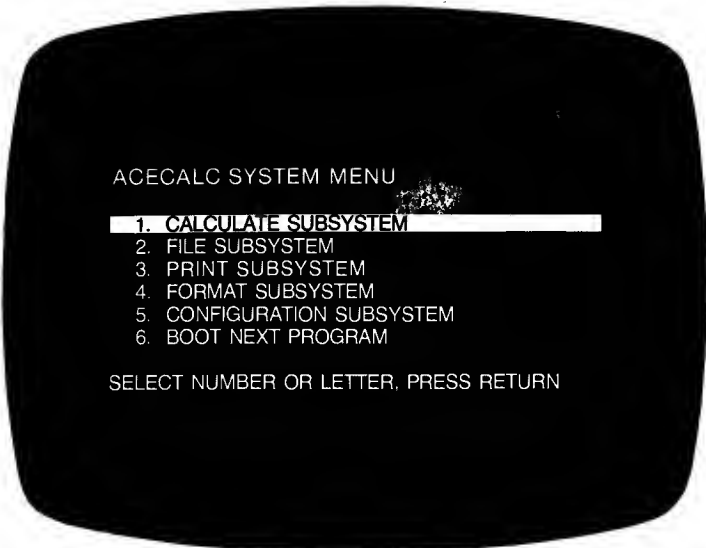 ACECALC SYSTEM MENU
1. CALCULATE SUBSYSTEM
2. FILE SUBSYSTEM
3. PRINT SUBSYSTEM
4. FORMAT SUBSYSTEM
5. CONFIGURATION SUBSYSTEM
6. BOOT NEXT PROGRAM
SELECT NUMBER OR LETTER, PRESS RETURN